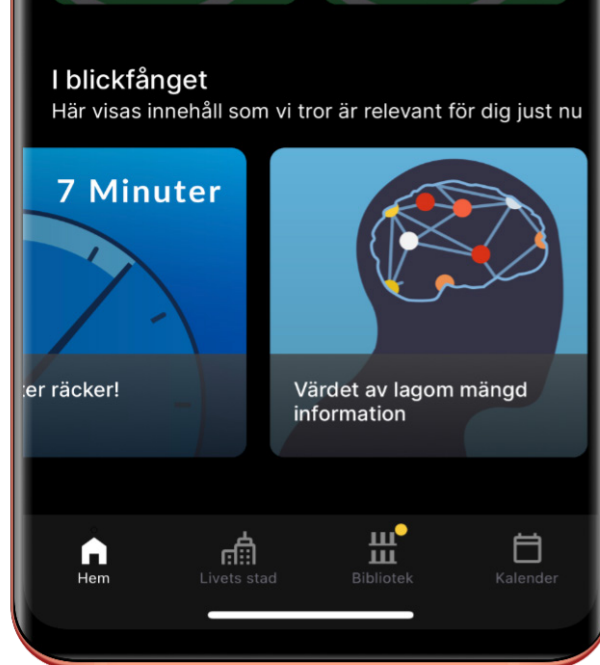 I blickfånget
Här visas innehåll som vi tror är relevant för dig just nu
7 Minuter
räcker!
Värdet av lagom mängd
information
Hem
Livets stad
Bibliotek
Kalender